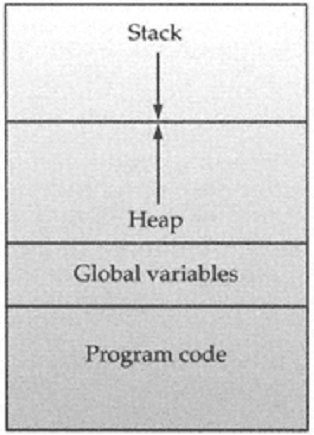 Stack
Heap
Global variables
Program code